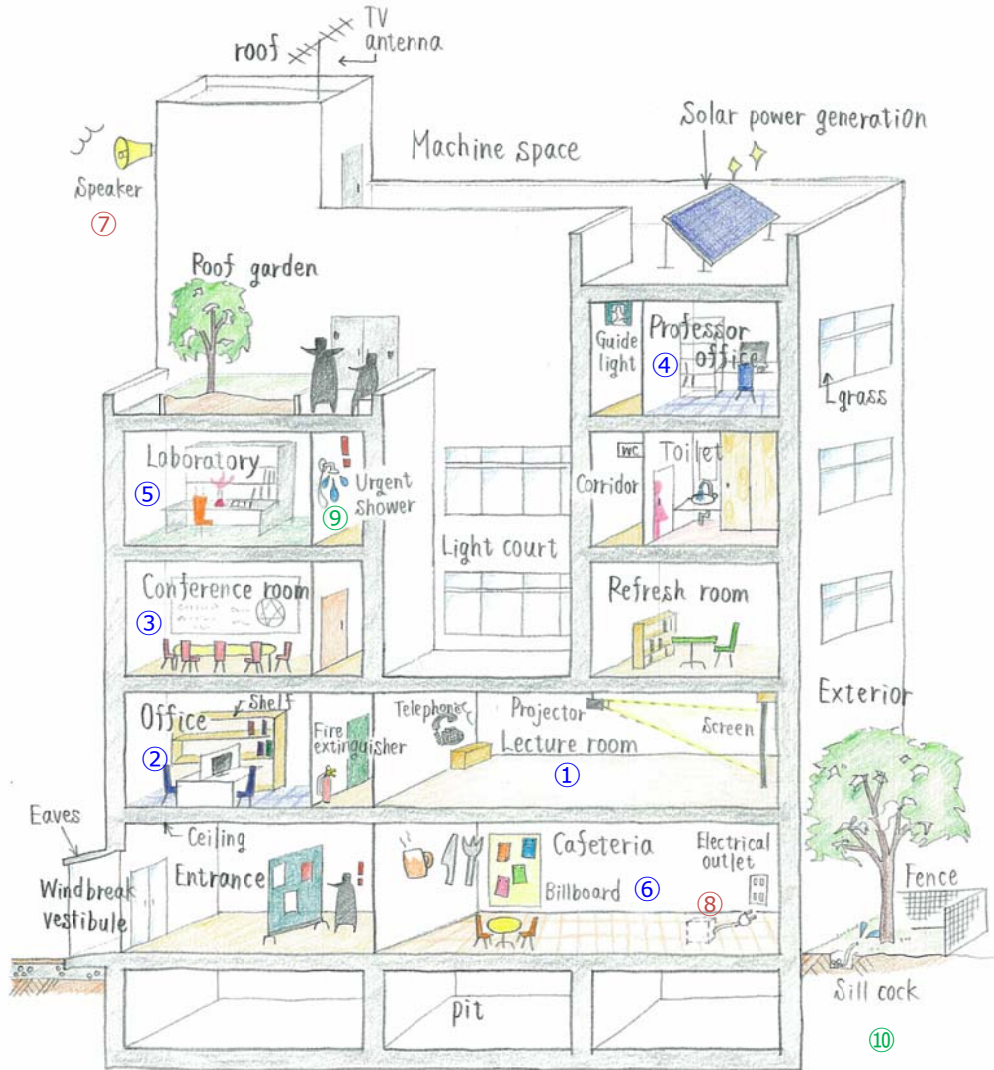 TV
antenna
roof
Solar power generation
Machine space
Speaker
⑦
Roof garden
Guide
light
Professor
office
④
Lgrass
Laboratory
⑤
Urgent
shower
⑨
WC
Toilet
Corridor
Light court
Conference room
③
Refresh room
Exterior
Office
Shelf
②
Fire
extinguisher
Telephone
Projector
Screen
Lecture room
①
Eaves
Ceiling
Windbreak
vestibule
Entrance
Cafeteria
Billboard
⑥
Electrical
outlet
⑧
Fence
Sill cock
⑩
pit